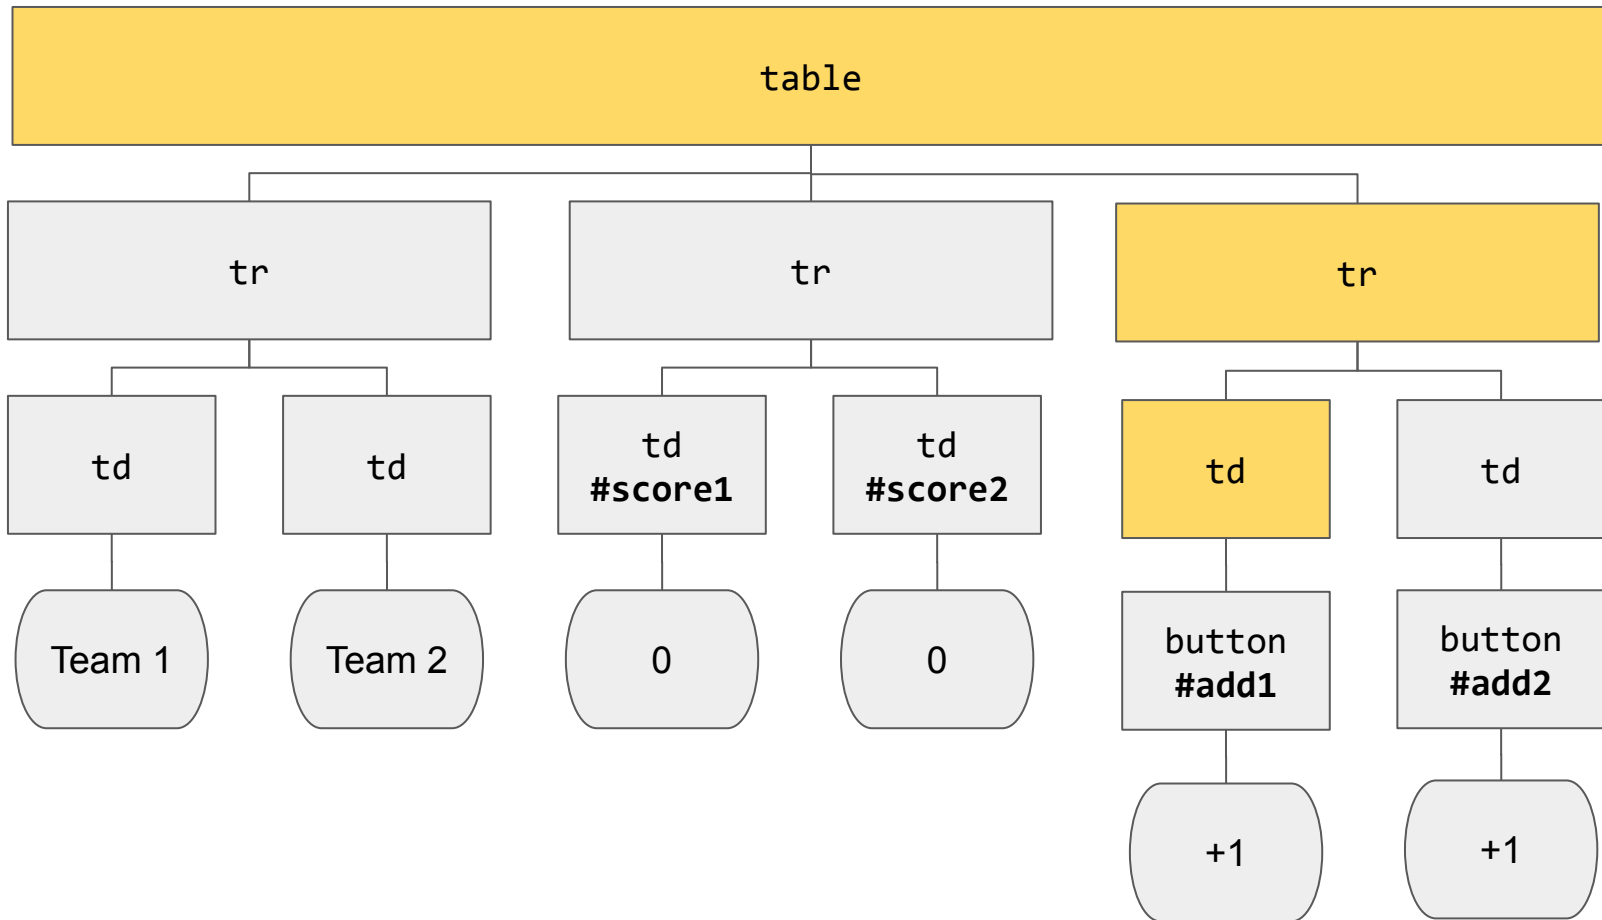 table
tr
tr
tr
td
td
td
#score1
td
#score2
td
td
Team 1
Team 2
0
0
button
#add1
button
#add2
+1
+1